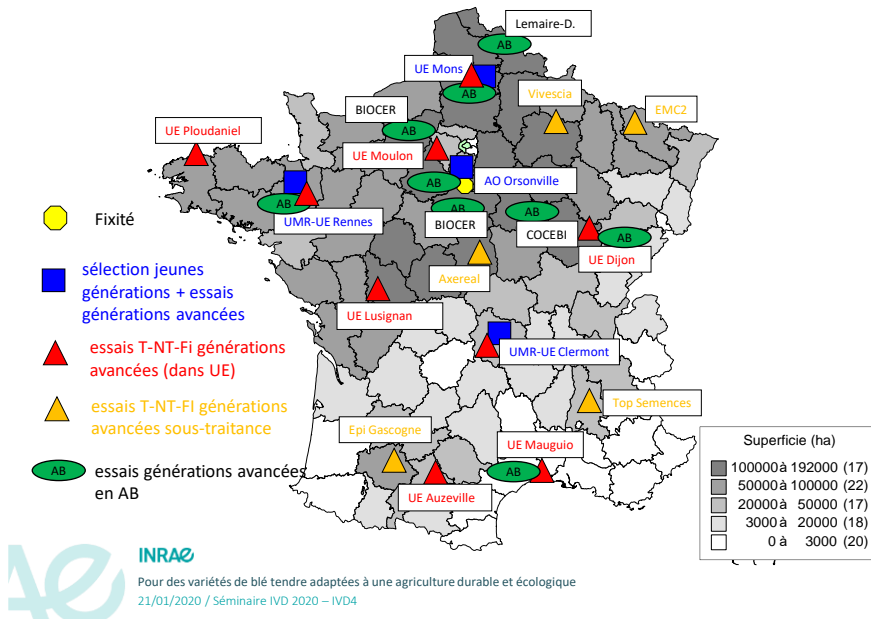 Lemaire-D.
AB
UE Mons
AB
Vivescia
EMC2
BIOCER
AB
UE Ploudaniel
UE Moulon
AO Orsonville
AB
AB
UMR-UE Rennes
AB
BIOCER
AB
COCEBI
AB
UE Dijon
Axereal
UE Lusignan
UMR-UE Clermont
Top Semences
Epi Gascogne
UE Mauguio
AB
UE Auzeville
Fixité
sélection jeunes
générations + essais
générations avancées
essais T-NT-Fi générations
avancées (dans UE)
essais T-NT-FI générations
avancées sous-traitance
AB
essais générations avancées
en AB
Superficie (ha)
100000 à 192000 (17)
50000 à 100000 (22)
20000 à 50000 (17)
3000 à 20000 (18)
0 à 3000 (20)
INRAE
Pour des variétés de blé tendre adaptées à une agriculture durable et écologique
21/01/2020 / Séminaire IVD 2020 – IVD4